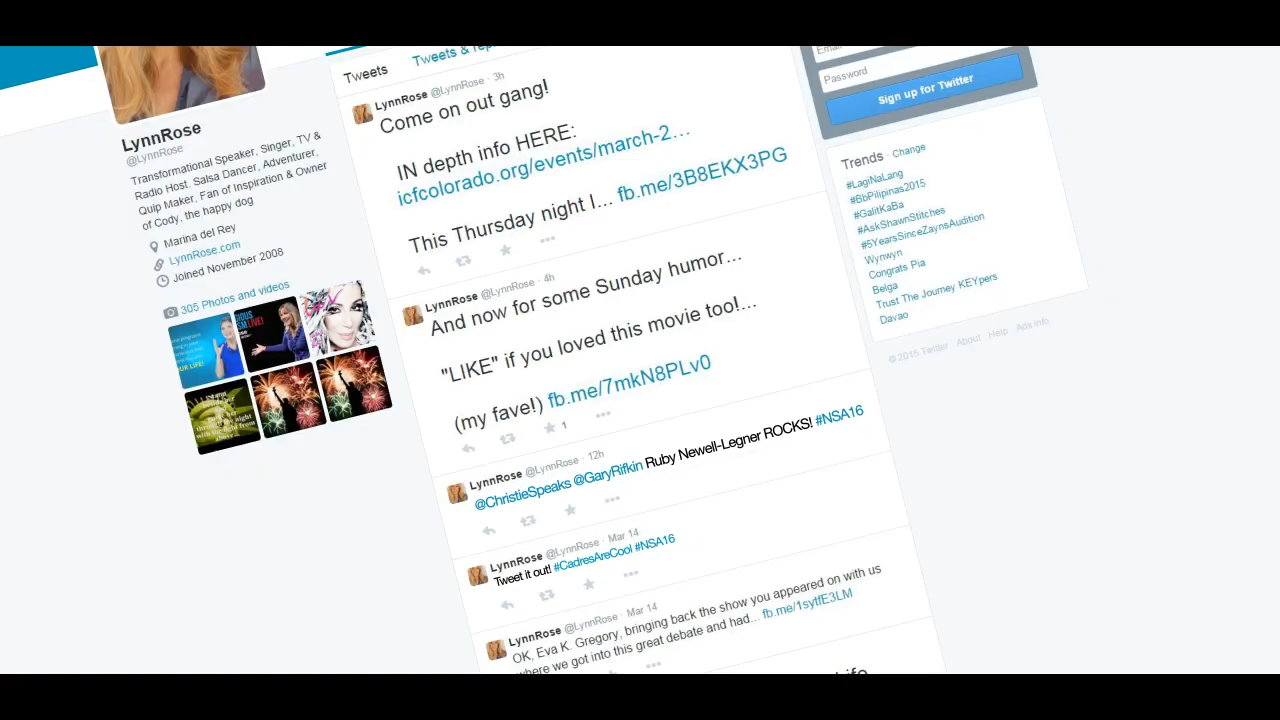 LynnRose
@LynnRose
Transformational Speaker, Singer, TV &
Radio Host. Salsa Dancer, Adventurer,
Quip Maker, Fan of Inspiration & Owner
of Cody, the happy dog
Marina del Rey
LynnRose.com
Joined November 2008
305 Photos and videos
Tweets
Tweets &
LynnRose @LynnRose · 3h
Come on out gang!
IN depth info HERE:
icfcolorado.org/events/march-2…
This Thursday night I... fb.me/3B8EKX3PG
LynnRose @LynnRose · 4h
And now for some Sunday humor...
"LIKE" if you loved this movie too!...
(my fave!) fb.me/7mkN8PLv0
1
LynnRose @LynnRose · 12h
@ChristieSpeaks @GaryRifkin Ruby Newell-Legner ROCKS! #NSA16
LynnRose @LynnRose · Mar 14
Tweet it out! #CadresAreCool #NSA16
LynnRose @LynnRose · Mar 14
OK, Eva K. Gregory, bringing back the show you appeared on with us
where we got into this great debate and had... fb.me/1sytfE3LM
Email
Password
Sign up for Twitter
Trends · Change
#LagiNaLang
#BbPilipinas2015
#GalitKaBa
#AskShawnStitches
#5YearsSinceZaynsAudition
Wynwyn
Congrats Pia
Belga
Trust The Journey KEYpers
Davao
© 2015 Twitter About Help Ads info